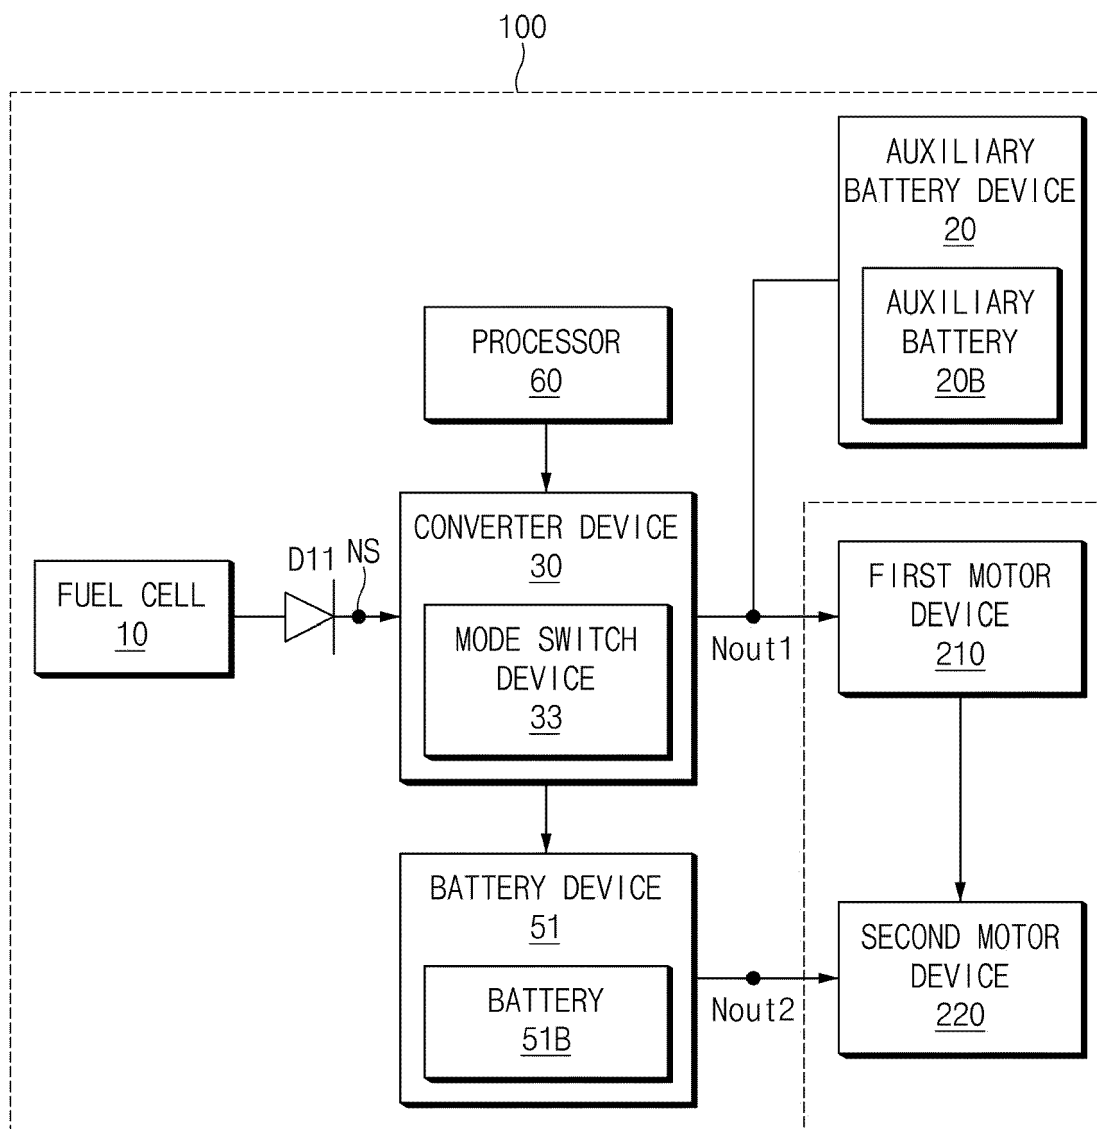 100
AUXILIARY
BATTERY DEVICE
20
AUXILIARY
BATTERY
20B
PROCESSOR
60
CONVERTER DEVICE
30
MODE SWITCH
DEVICE
33
D11
NS
FUEL CELL
10
Nout1
FIRST MOTOR
DEVICE
210
BATTERY DEVICE
51
BATTERY
51B
Nout2
SECOND MOTOR
DEVICE
220